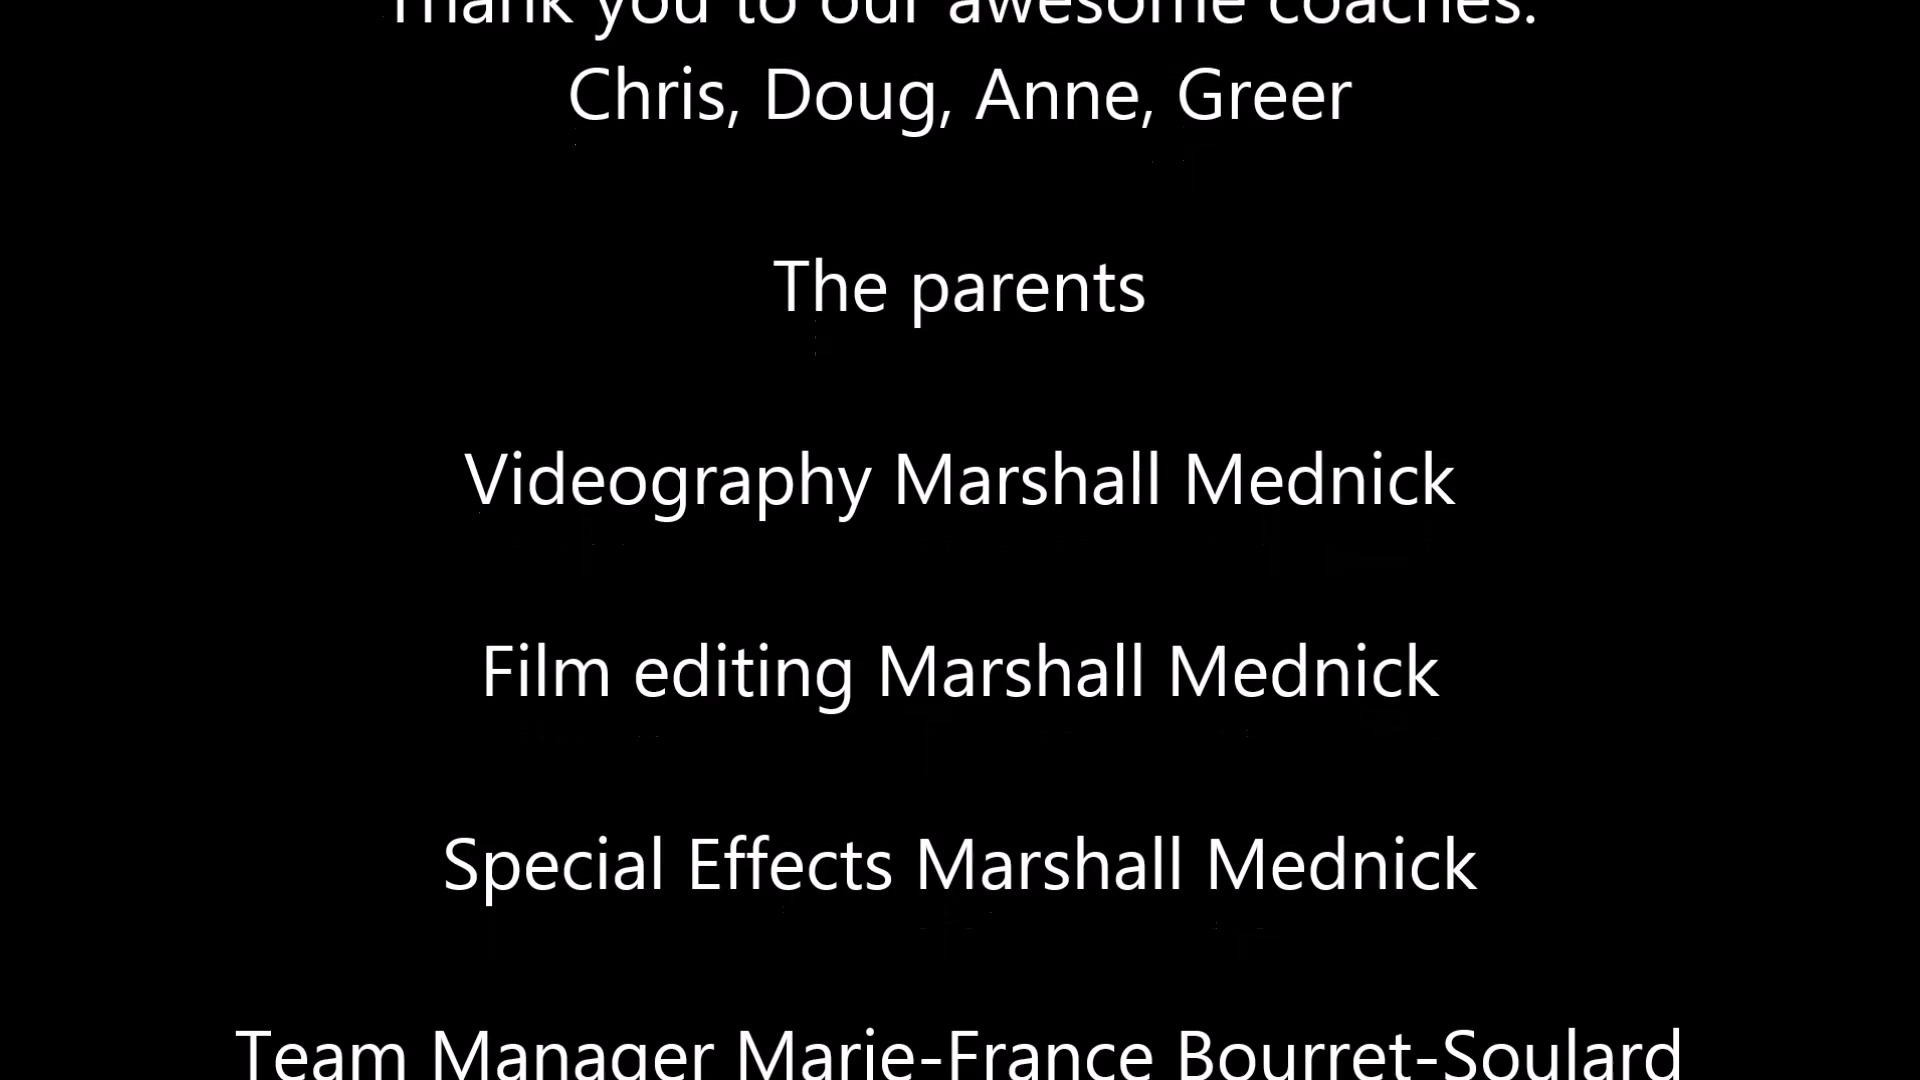 Thank you to our awesome coaches:
Chris, Doug, Anne, Greer
The parents
Videography Marshall Mednick
Film editing Marshall Mednick
Special Effects Marshall Mednick
Team Manager Marie-France Bourret-Soulard